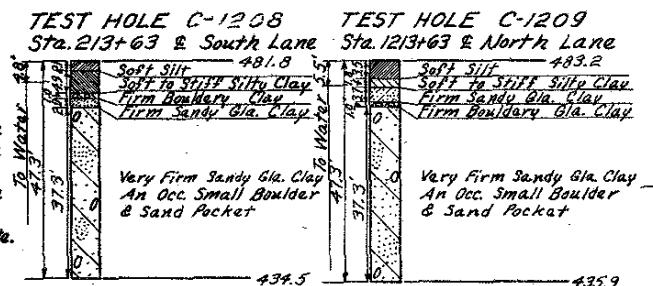 TEST HOLE C-1208
Sta. 213+63 ℄ South Lane
481.8
Soft Silt
Soft to Stiff Silty Clay
Firm Bouldery Clay
Firm Sandy Gla. Clay
To Water 4.8'
47.3'
37.3'
Very Firm Sandy Gla. Clay
An Occ. Small Boulder
& Sand Pocket
434.5
TEST HOLE C-1209
Sta. 1213+63 ℄ North Lane
483.2
Soft Silt
Soft to Stiff Silty Clay
Firm Sandy Gla. Clay
Firm Bouldery Gla. Clay
To Water 5.5'
47.3'
37.3'
Very Firm Sandy Gla. Clay
An Occ. Small Boulder
& Sand Pocket
435.9